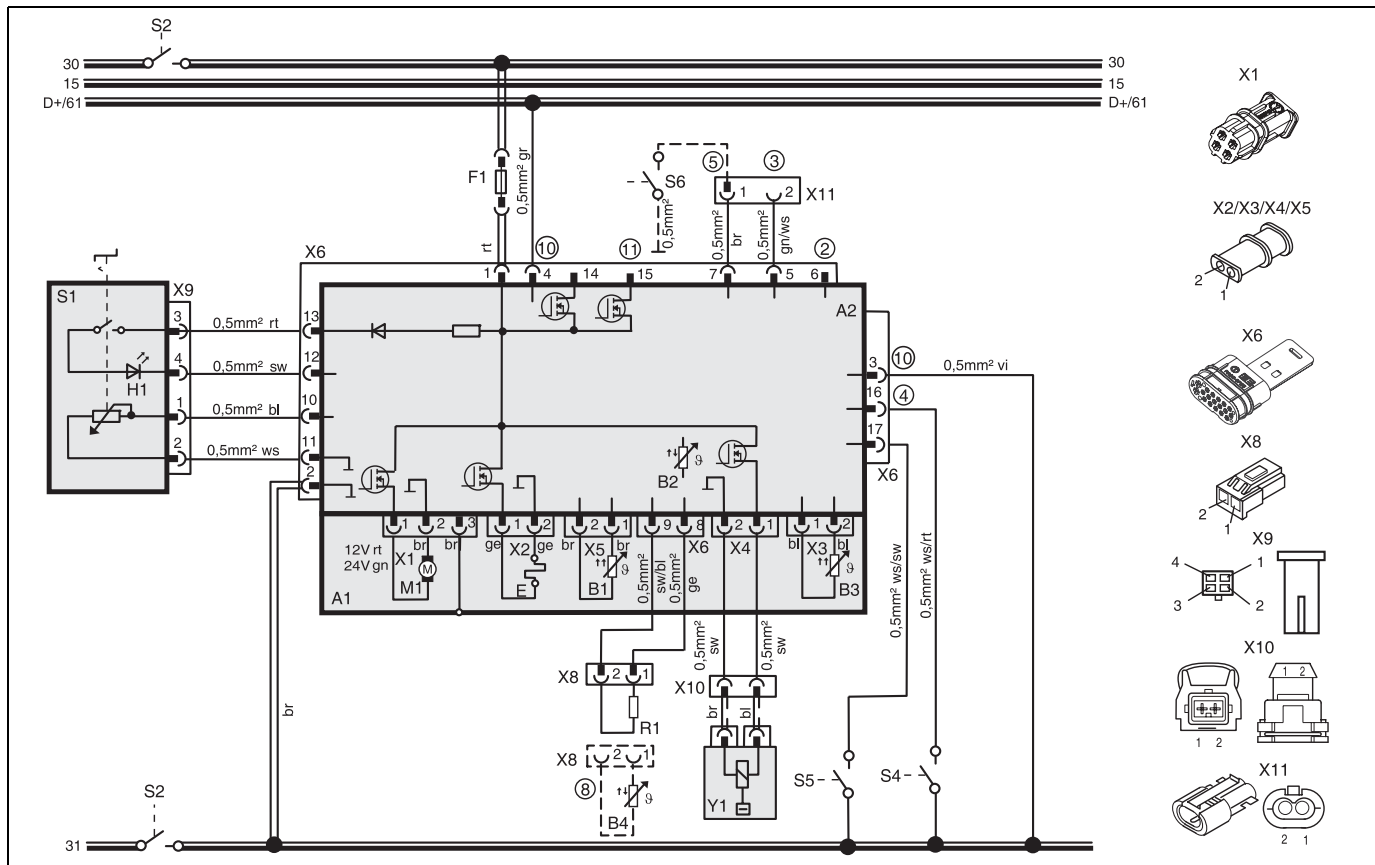 S2
30 30
15 15
D+/61 D+/61
F1
0,5mm² gr
rt
S6
0,5mm²
5 3
1 2 X11
0,5mm² br
0,5mm² gn/ws
X6
10 11 2
1 4 14 15 7 5 6
A2
S1
X9
3 0,5mm² rt 13
4 0,5mm² sw 12
H1
1 0,5mm² bl 10
2 0,5mm² ws 11
2
3 10 0,5mm² vi
16 4
17
X6
B2
ϑ
1 2 3 1 2 2 1 9 8 2 1 1 2
12V rt
24V gn
X1 br br
M
M1
ge X2 ge
E
br X5 br
B1
ϑ
X6
X4
bl X3 bl
B3
ϑ
A1
0,5mm² sw/bl
0,5mm² ge
0,5mm² sw
0,5mm² sw
0,5mm² ws/sw
0,5mm² ws/rt
X8 2 1
R1
X10
br bl
X8 2 1
8
B4
ϑ
Y1
br
S5
S4
S2
31
X1
X2/X3/X4/X5
2
1
X6
X8
2
1
X9
4 1
3 2
X10
1 2
1 2
X11
2 1